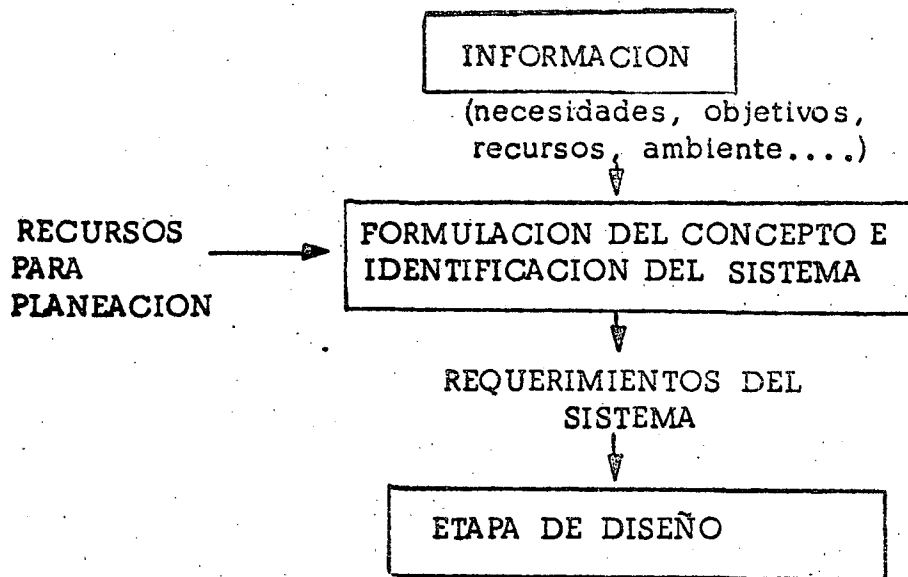 INFORMACION
(necesidades, objetivos,
recursos, ambiente....)
RECURSOS
PARA
PLANEACION
FORMULACION DEL CONCEPTO E
IDENTIFICACION DEL SISTEMA
REQUERIMIENTOS DEL
SISTEMA
ETAPA DE DISEÑO